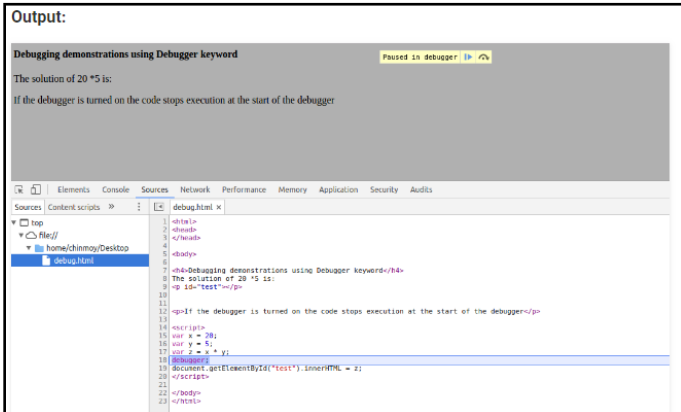 Output:
Debugging demonstrations using Debugger keyword
Paused in debugger
The solution of 20 *5 is:
If the debugger is turned on the code stops execution at the start of the debugger
Elements Console Sources Network Performance Memory Application Security Audits
Sources Content scripts » debug.html ×
top
file://
home/chinmoy/Desktop
debug.html
1 <html>
2 <head>
3 </head>
4
5 <body>
6
7 <h4>Debugging demonstrations using Debugger keyword</h4>
8 The solution of 20 *5 is:
9 <p id="test"></p>
10
11
12 <p>If the debugger is turned on the code stops execution at the start of the debugger</p>
13
14 <script>
15 var x = 20;
16 var y = 5;
17 var z = x * y;
18 debugger;
19 document.getElementById("test").innerHTML = z;
20 </script>
21
22 </body>
23 </html>